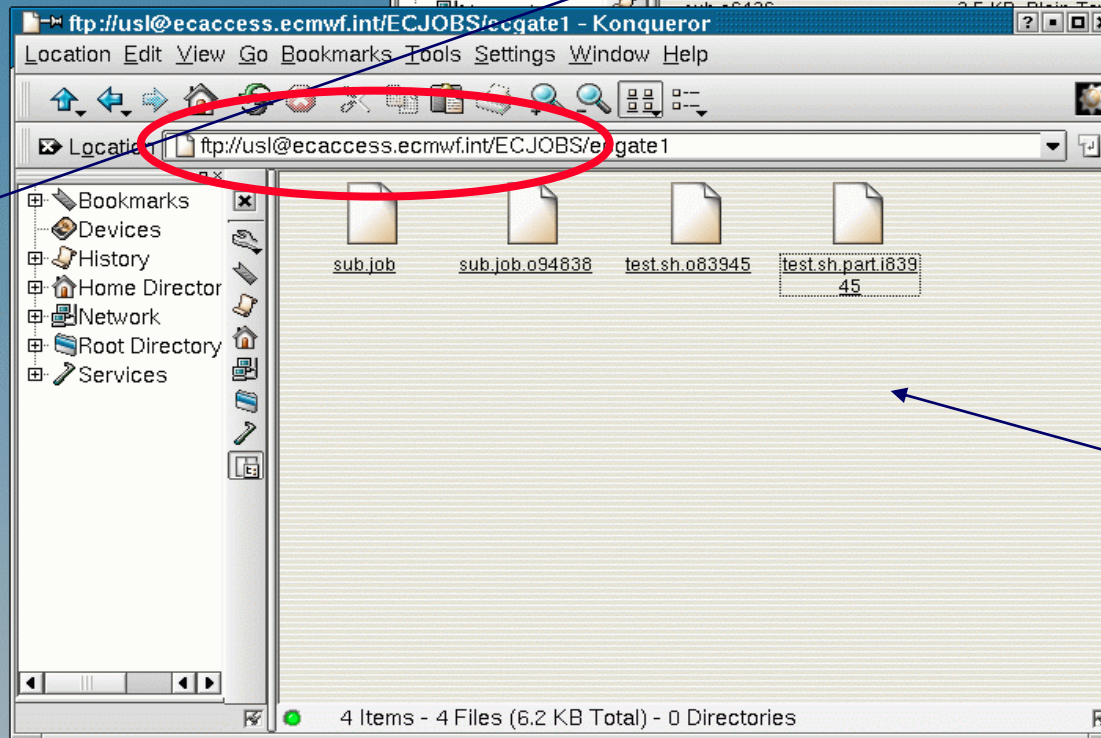 ftp://usl@ecaccess.ecmwf.int/ECJOBS/ecgate1 - Konqueror
Location Edit View Go Bookmarks Tools Settings Window Help
Location ftp://usl@ecaccess.ecmwf.int/ECJOBS/ecgate1
Bookmarks
Devices
History
Home Director
Network
Root Directory
Services
sub.job
sub.job.o94838
test.sh.o83945
test.sh.part.i839
45
4 Items - 4 Files (6.2 KB Total) - 0 Directories